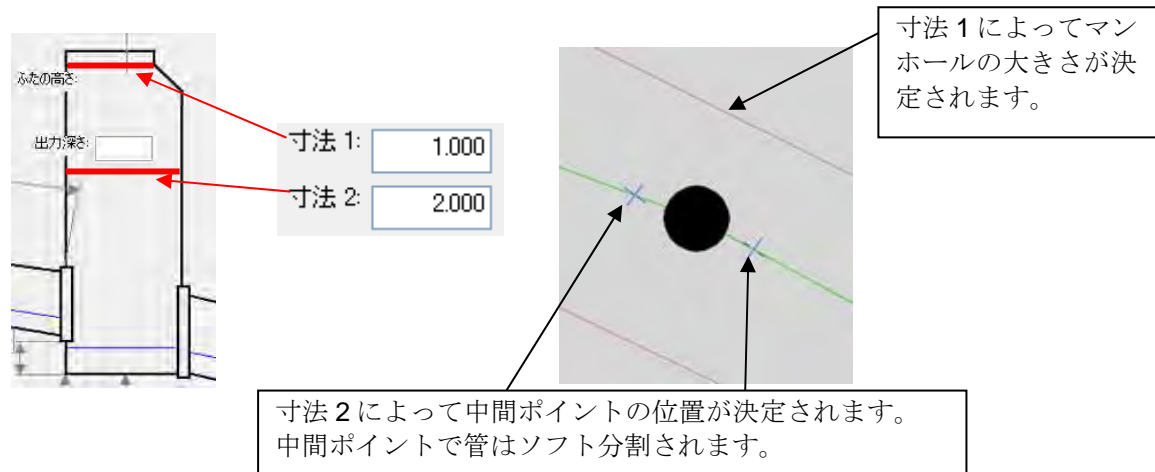 寸法 1 によってマン
ホールの大きさが決
定されます。
ふたの高さ:
出力深さ:
寸法 1:
1.000
寸法 2:
2.000
寸法 2 によって中間ポイントの位置が決定されます。
中間ポイントで管はソフト分割されます。